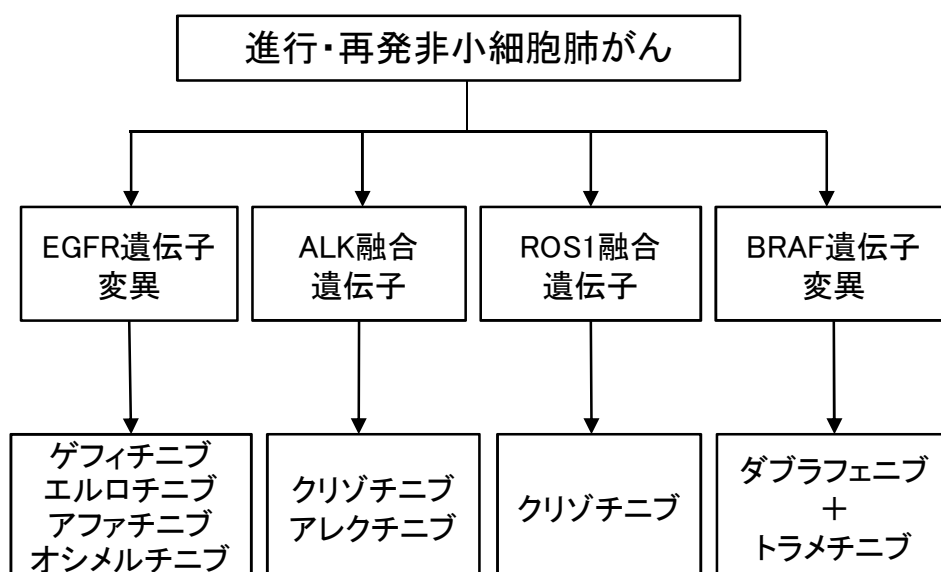 進行・再発非小細胞肺がん
EGFR遺伝子
変異
ALK融合
遺伝子
ROS1融合
遺伝子
BRAF遺伝子
変異
ゲフィチニブ
エルロチニブ
アファチニブ
オシメルチニブ
クリゾチニブ
アレクチニブ
クリゾチニブ
ダブラフェニブ
＋
トラメチニブ